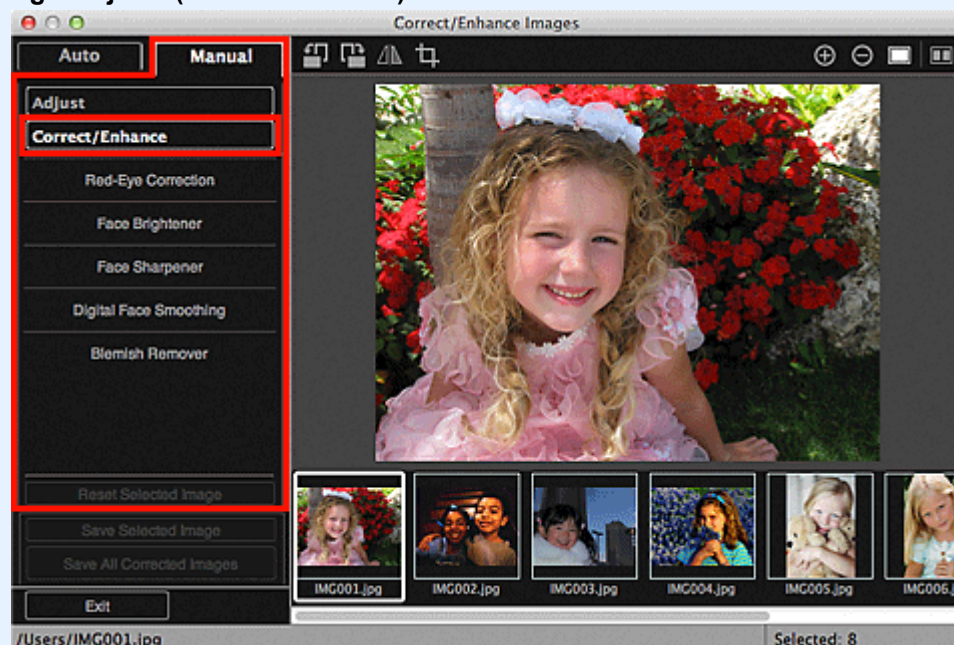 Correct/Enhance Images
Auto
Manual
Adjust
Correct/Enhance
Red-Eye Correction
Face Brightener
Face Sharpener
Digital Face Smoothing
Blemish Remover
Reset Selected Image
Save Selected Image
Save All Corrected Images
Exit
IMG001.jpg
IMG002.jpg
IMG003.jpg
IMG004.jpg
IMG005.jpg
IMG006.j
/Users/IMG001.jpg
Selected: 8